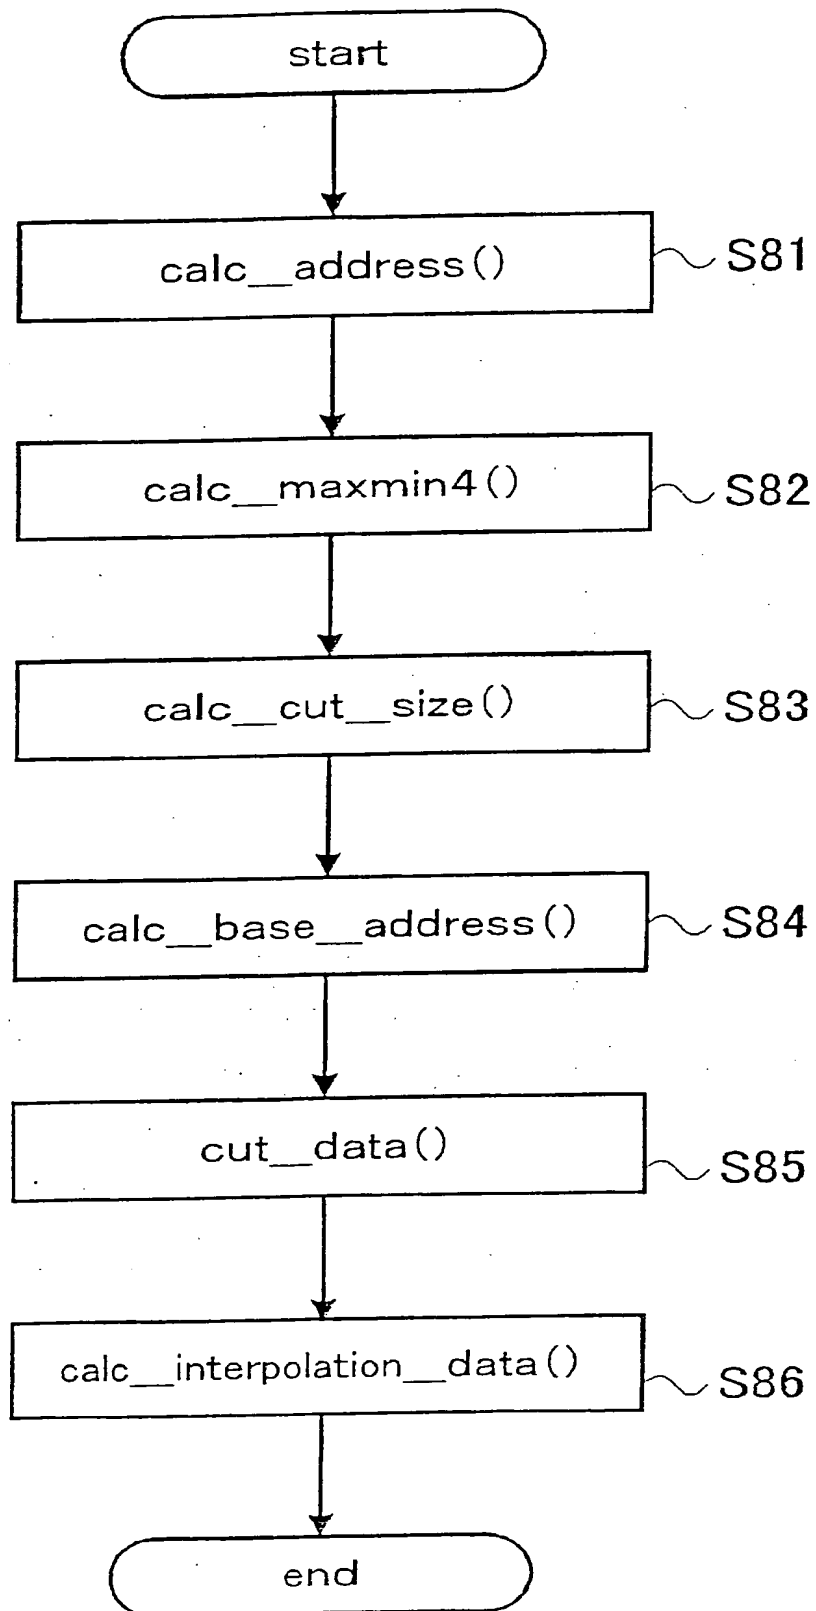 start
calc__address() S81
calc__maxmin4() S82
calc__cut__size() S83
calc__base__address() S84
cut__data() S85
calc__interpolation__data() S86
end